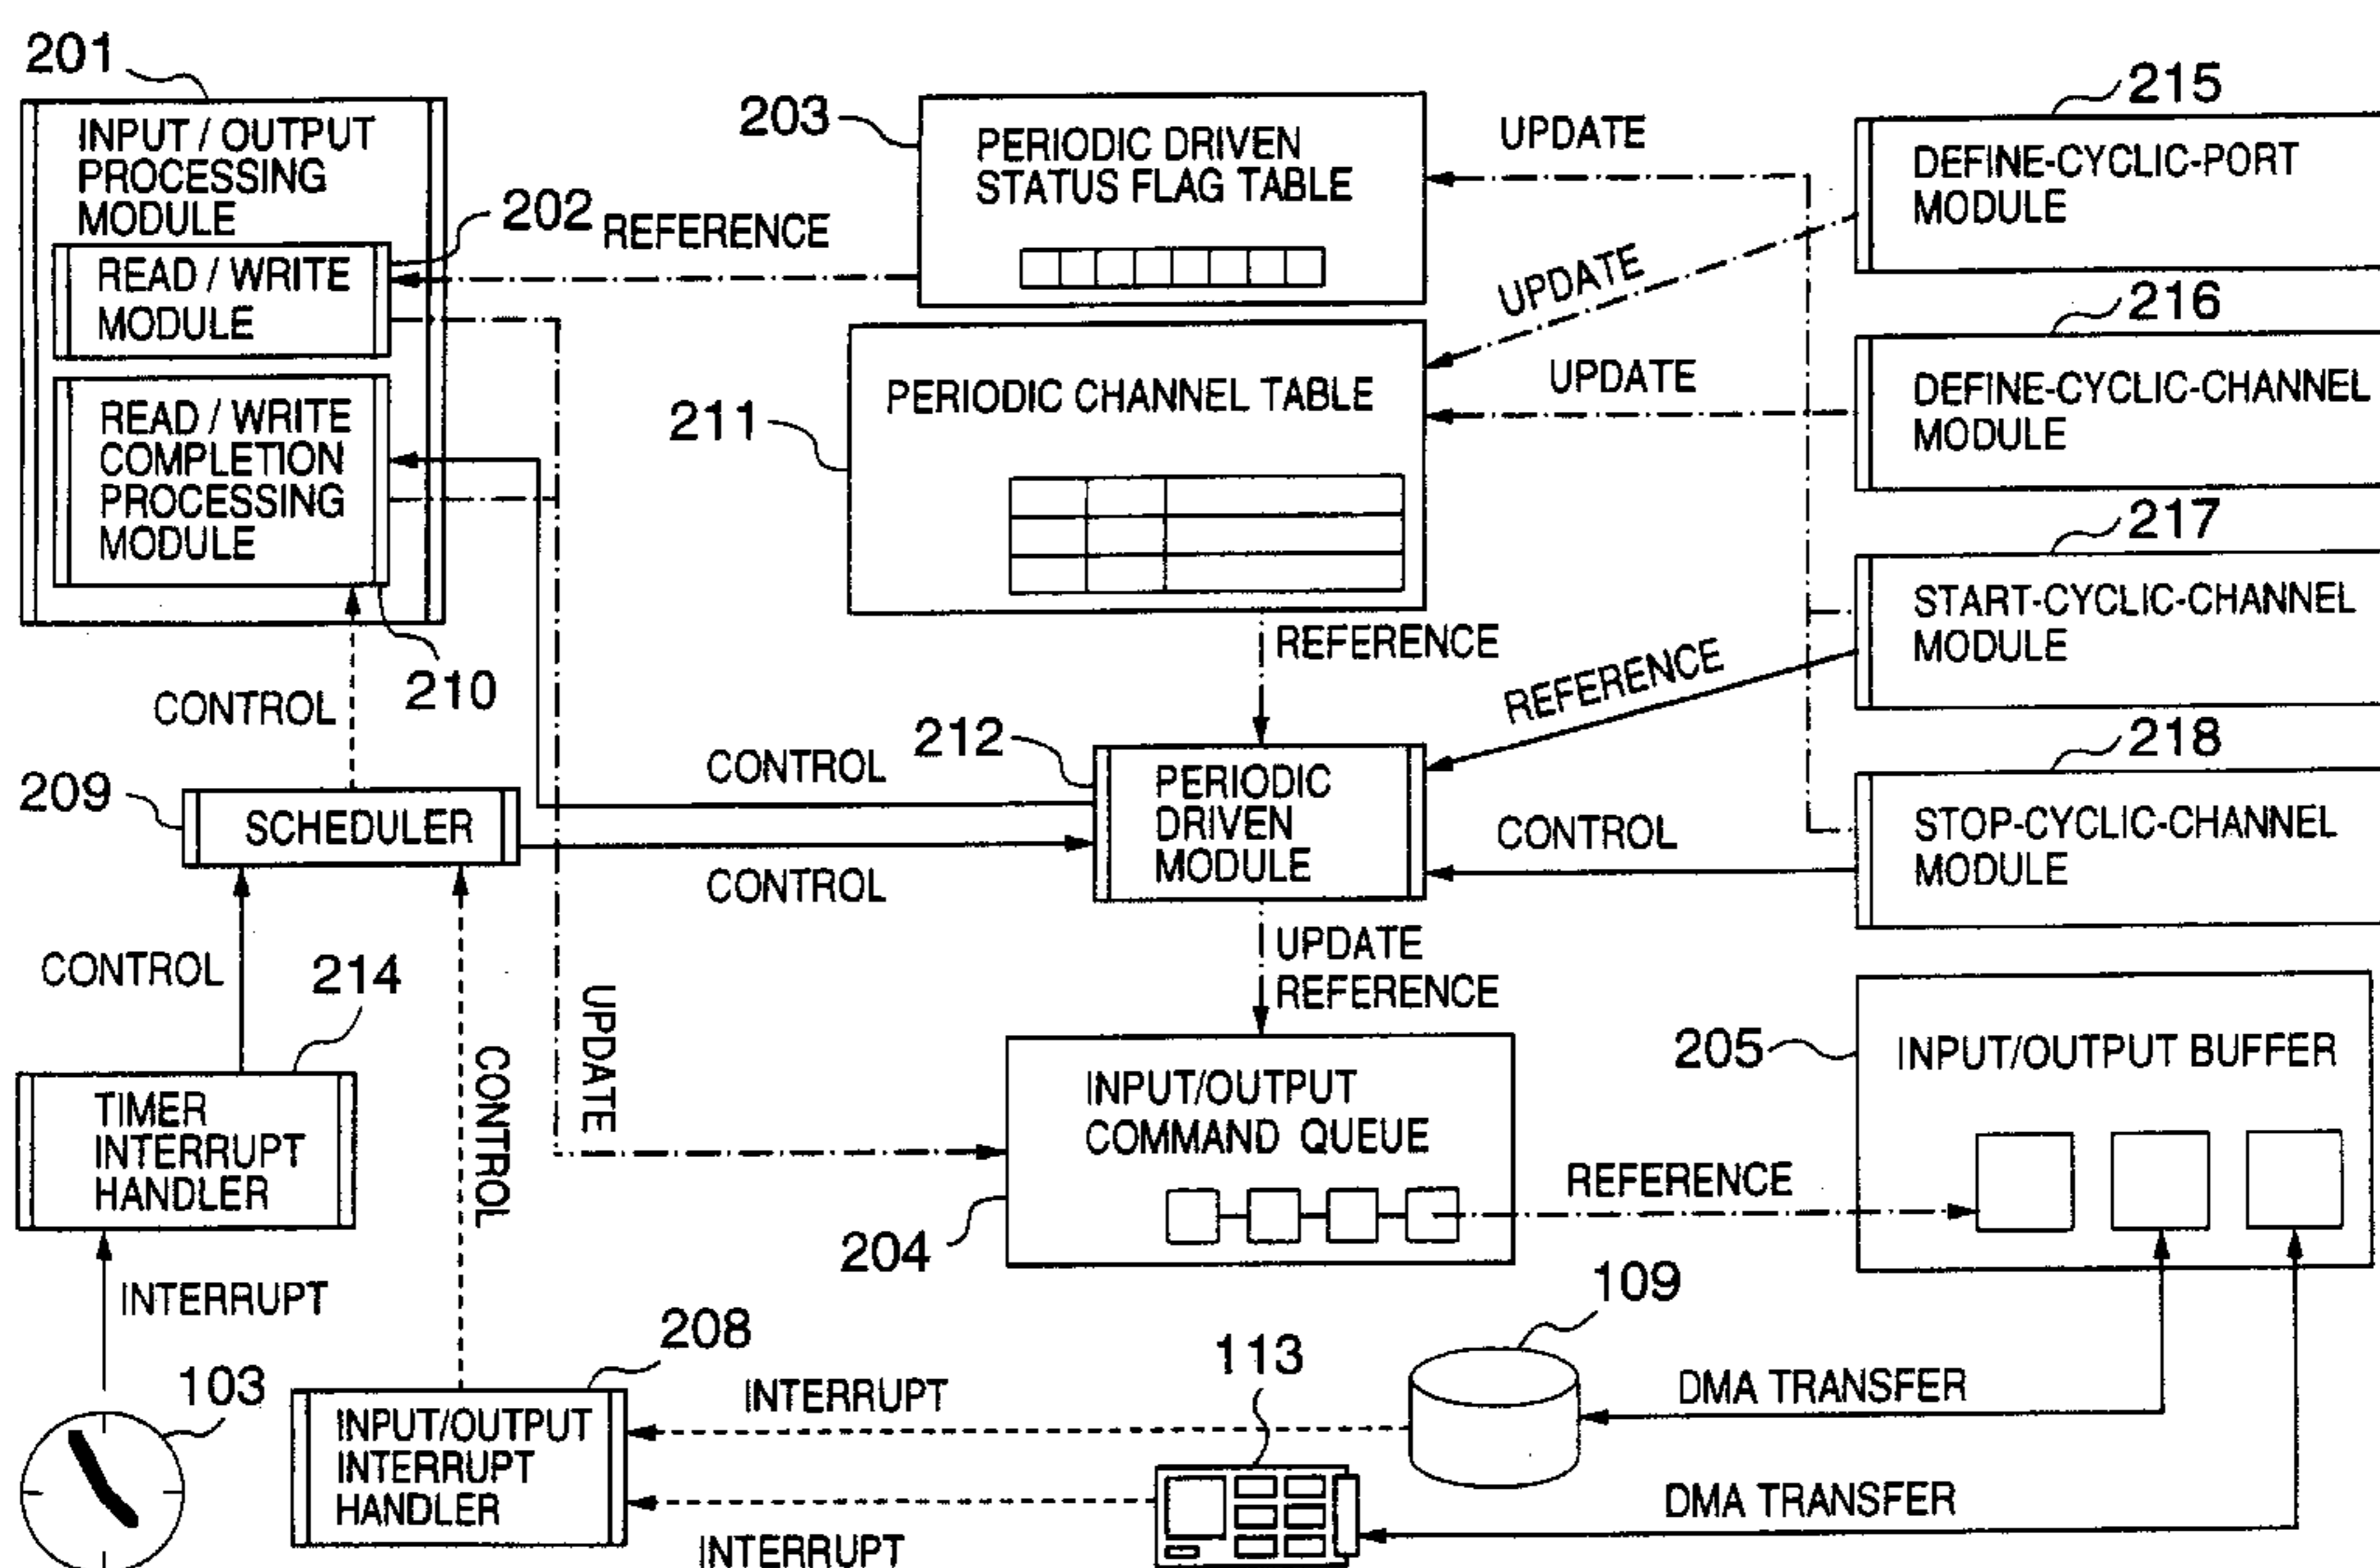 201
INPUT / OUTPUT
PROCESSING
MODULE
202
READ / WRITE
MODULE
READ / WRITE
COMPLETION
PROCESSING
MODULE
210
REFERENCE
203
PERIODIC DRIVEN
STATUS FLAG TABLE
UPDATE
215
DEFINE-CYCLIC-PORT
MODULE
UPDATE
211
PERIODIC CHANNEL TABLE
UPDATE
216
DEFINE-CYCLIC-CHANNEL
MODULE
REFERENCE
217
START-CYCLIC-CHANNEL
MODULE
REFERENCE
CONTROL
209
SCHEDULER
CONTROL
CONTROL
212
PERIODIC
DRIVEN
MODULE
218
STOP-CYCLIC-CHANNEL
MODULE
CONTROL
CONTROL
214
TIMER
INTERRUPT
HANDLER
CONTROL
UPDATE
UPDATE
REFERENCE
INPUT/OUTPUT
COMMAND QUEUE
204
REFERENCE
205
INPUT/OUTPUT BUFFER
INTERRUPT
103
208
INPUT/OUTPUT
INTERRUPT
HANDLER
INTERRUPT
INTERRUPT
113
109
DMA TRANSFER
DMA TRANSFER